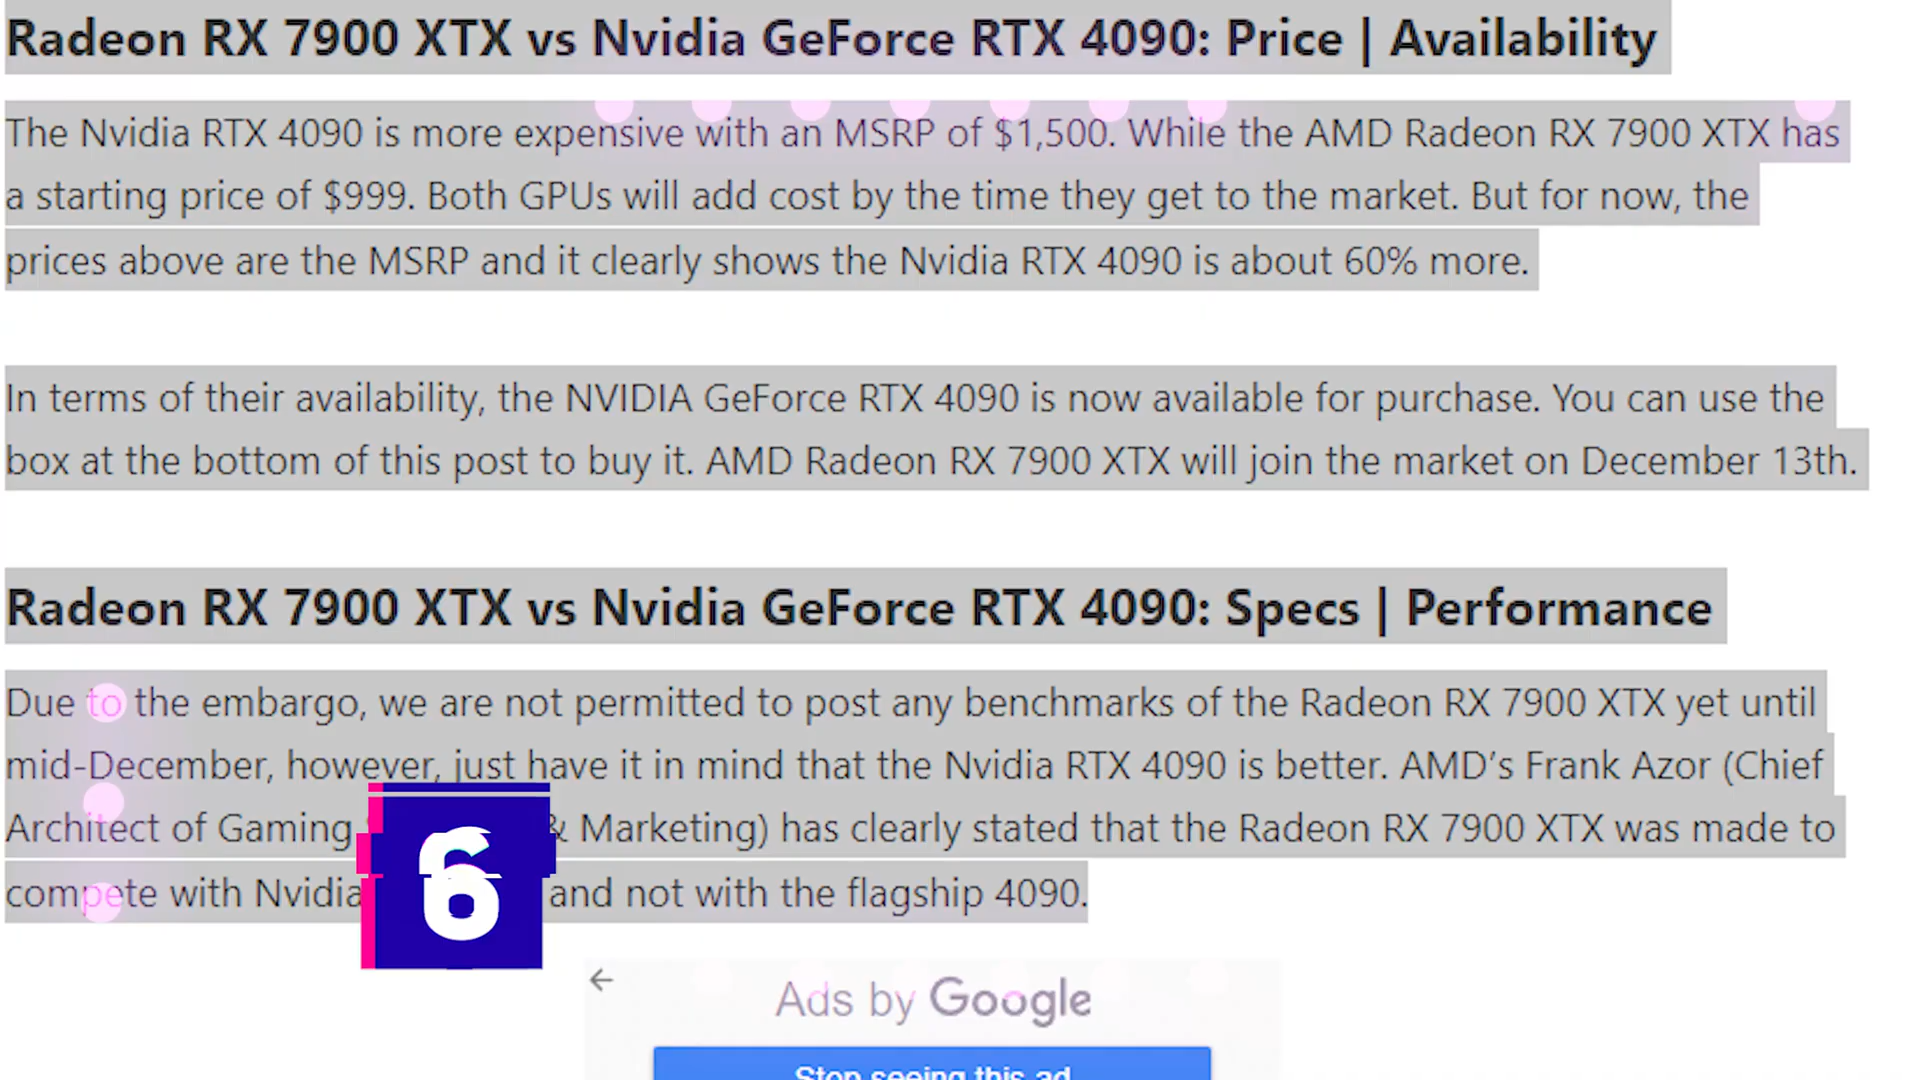 Radeon RX 7900 XTX vs Nvidia GeForce RTX 4090: Price | Availability
The Nvidia RTX 4090 is more expensive with an MSRP of $1,500. While the AMD Radeon RX 7900 XTX has
a starting price of $999. Both GPUs will add cost by the time they get to the market. But for now, the
prices above are the MSRP and it clearly shows the Nvidia RTX 4090 is about 60% more.
In terms of their availability, the NVIDIA GeForce RTX 4090 is now available for purchase. You can use the
box at the bottom of this post to buy it. AMD Radeon RX 7900 XTX will join the market on December 13th.
Radeon RX 7900 XTX vs Nvidia GeForce RTX 4090: Specs | Performance
Due to the embargo, we are not permitted to post any benchmarks of the Radeon RX 7900 XTX yet until
mid-December, however, just have it in mind that the Nvidia RTX 4090 is better. AMD’s Frank Azor (Chief
Architect of Gaming & Marketing) has clearly stated that the Radeon RX 7900 XTX was made to
compete with Nvidia and not with the flagship 4090.
6
Ads by Google
Stop seeing this ad